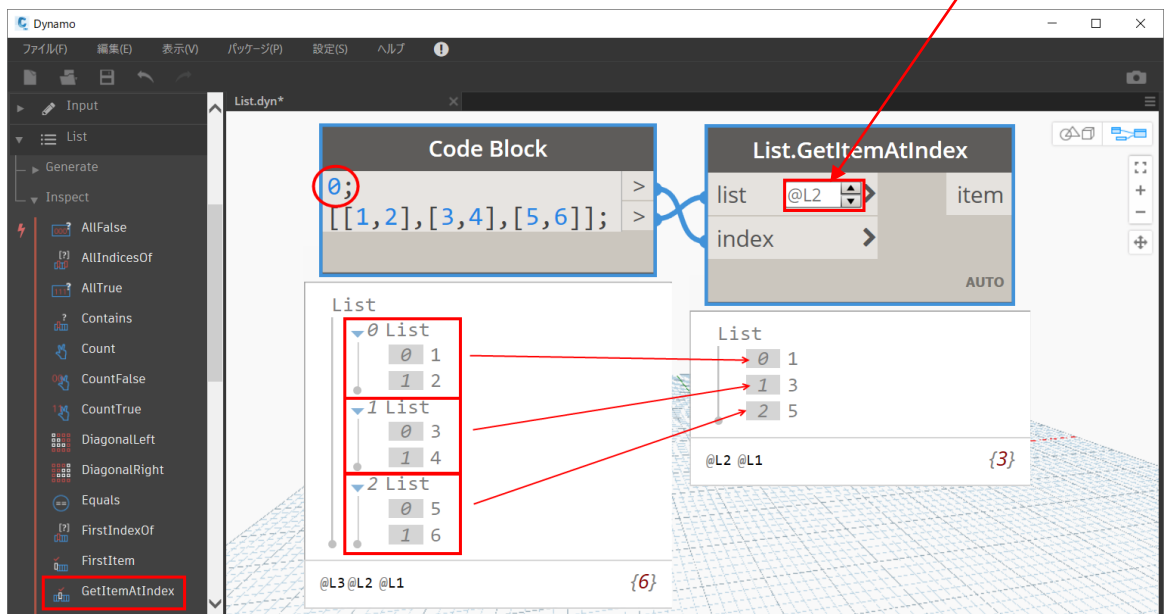 Dynamo
ファイル(F) 編集(E) 表示(V) パッケージ(P) 設定(S) ヘルプ
List.dyn*
Input
List
Generate
Inspect
AllFalse
AllIndicesOf
AllTrue
Contains
Count
CountFalse
CountTrue
DiagonalLeft
DiagonalRight
Equals
FirstIndexOf
FirstItem
GetItemAtIndex
Code Block
0; >
[[1,2],[3,4],[5,6]]; >
List
0 List
0 1
1 2
1 List
0 3
1 4
2 List
0 5
1 6
@L3 @L2 @L1 {6}
List.GetItemAtIndex
list @L2 > item
index >
AUTO
List
0 1
1 3
2 5
@L2 @L1 {3}